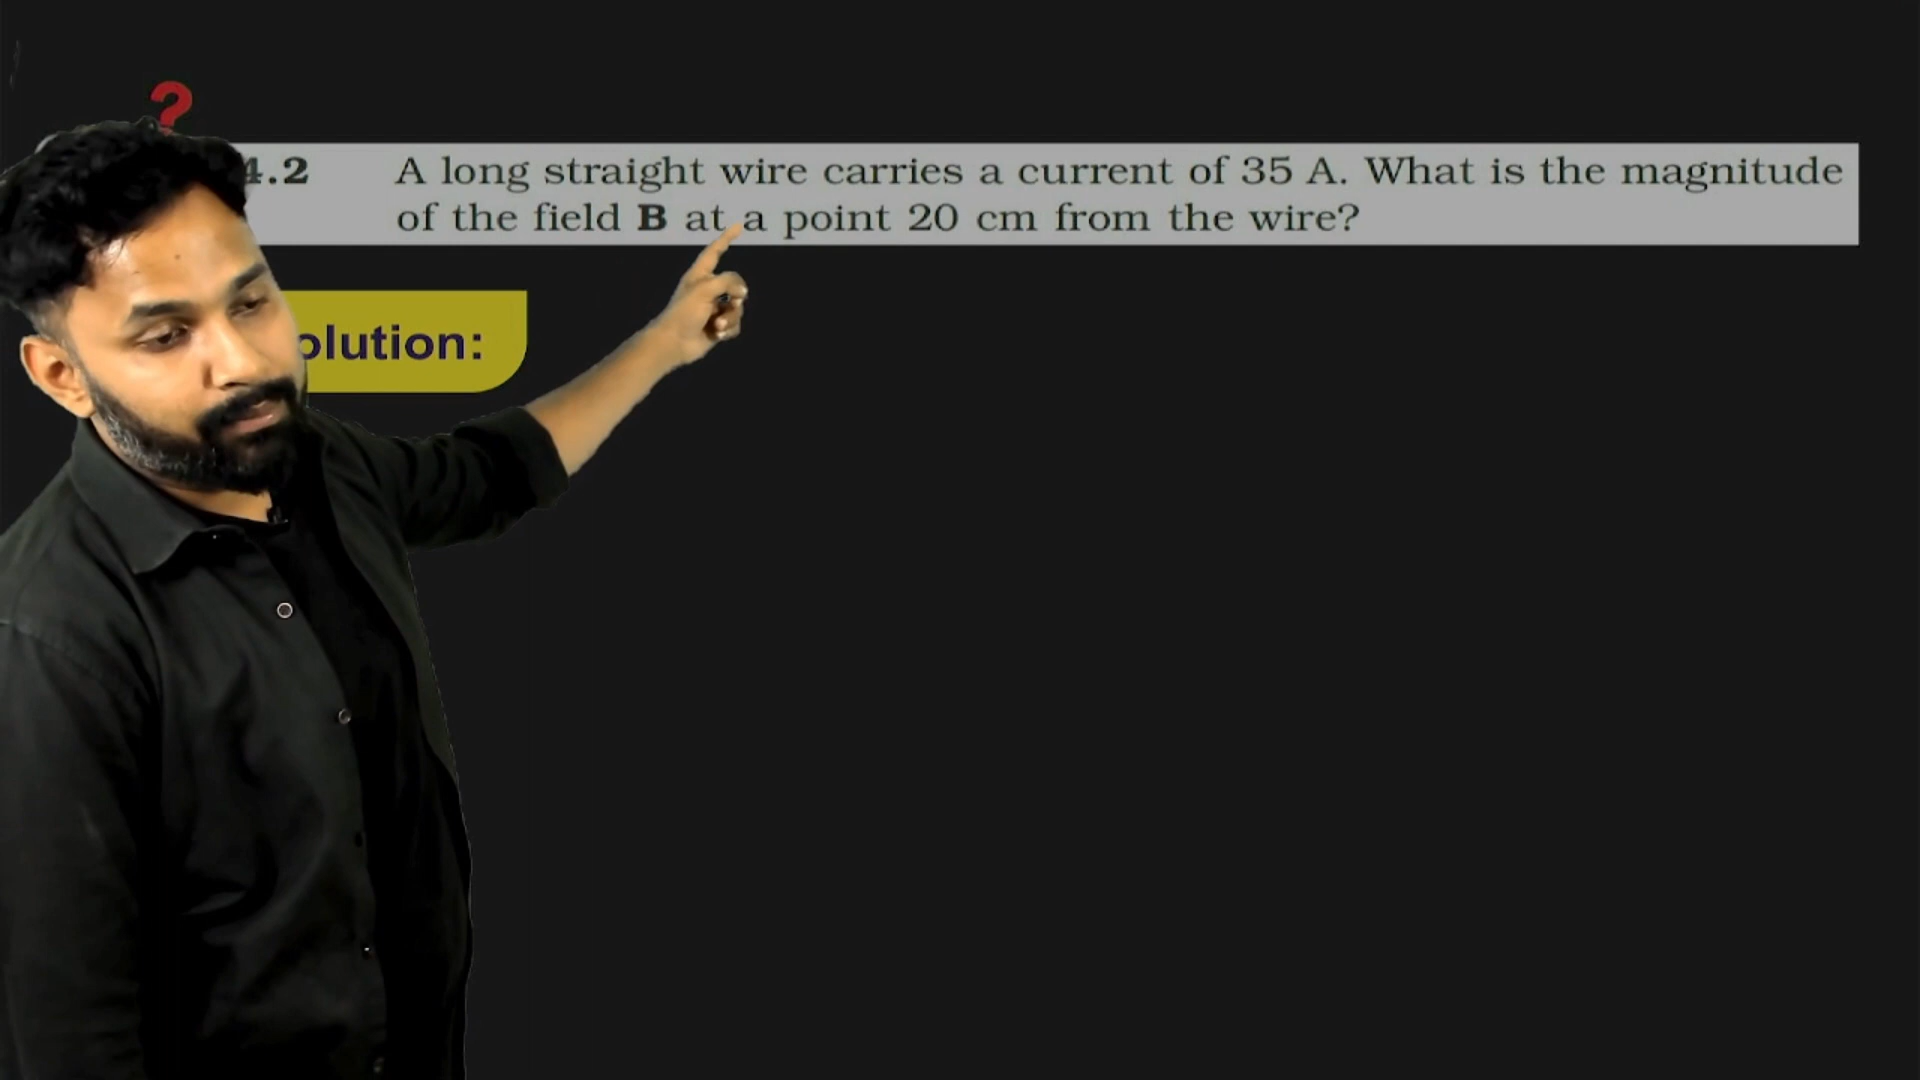 ?
4.2 A long straight wire carries a current of 35 A. What is the magnitude
of the field B at a point 20 cm from the wire?
olution: